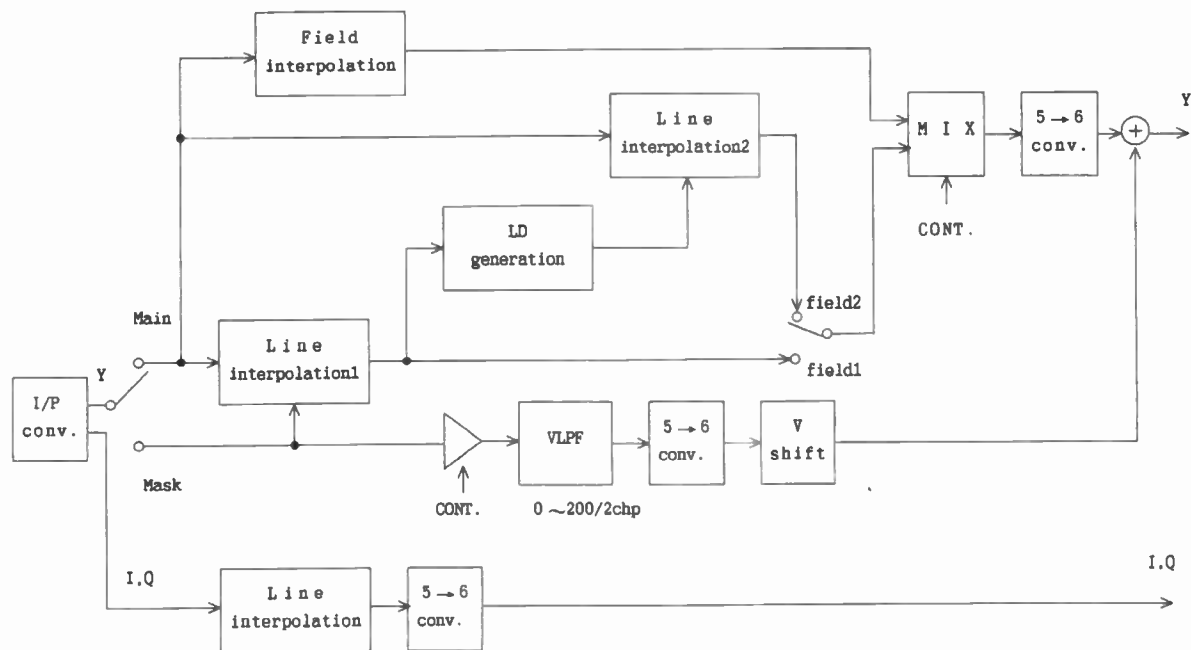 Field
interpolation
Line
interpolation2
M I X
5→6
conv.
Y
CONT.
LD
generation
field2
field1
Main
Line
interpolation1
Y
I/P
conv.
Mask
CONT.
VLPF
0 ~200/2chp
5→6
conv.
V
shift
I,Q
Line
interpolation
5→6
conv.
I,Q